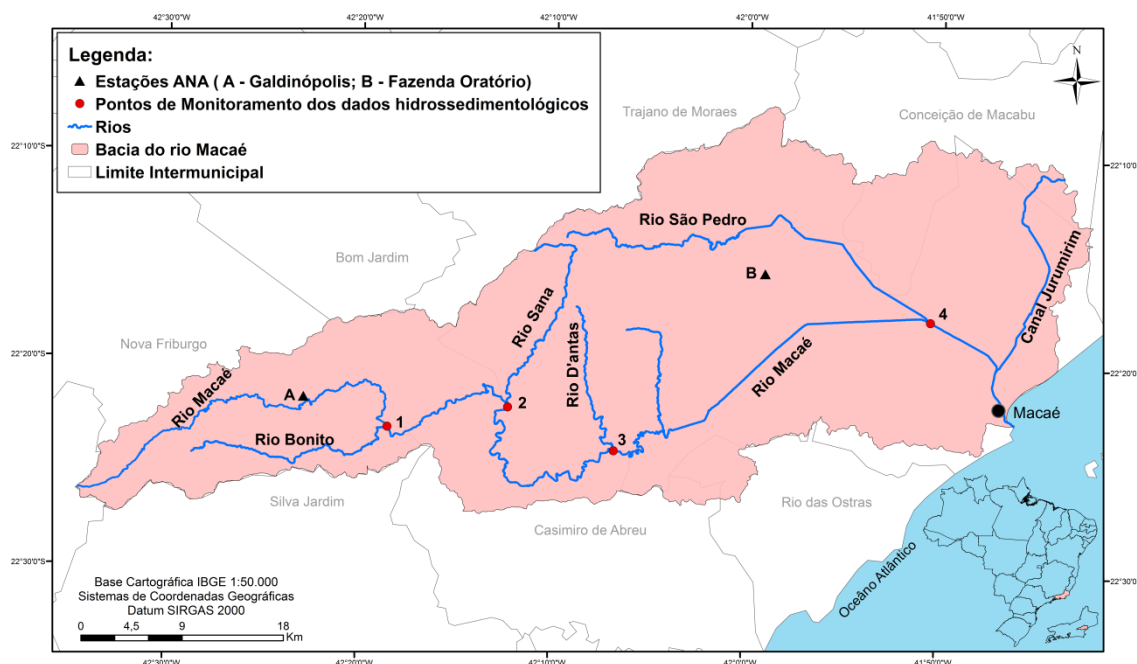 42°30'0"W
42°20'0"W
42°10'0"W
42°0'0"W
41°50'0"W
Legenda:
Estações ANA ( A - Galdinópolis; B - Fazenda Oratório)
Pontos de Monitoramento dos dados hidrossedimentológicos
Rios
Bacia do rio Macaé
Limite Intermunicipal
N
Trajano de Moraes
Conceição de Macabu
22°10'0"S
22°10'0"S
Rio São Pedro
Bom Jardim
B
Canal Jurumirim
Rio Sana
4
Nova Friburgo
22°20'0"S
Rio D'antas
Rio Macaé
22°20'0"S
Rio Macaé
A
2
Macaé
1
3
Rio Bonito
Silva Jardim
Rio das Ostras
Casimiro de Abreu
22°30'0"S
22°30'0"S
Oceâno Atlântico
Base Cartográfica IBGE 1:50.000
Sistemas de Coordenadas Geográficas
Datum SIRGAS 2000
0 4,5 9 18
Km
42°30'0"W
42°20'0"W
42°10'0"W
42°0'0"W
41°50'0"W